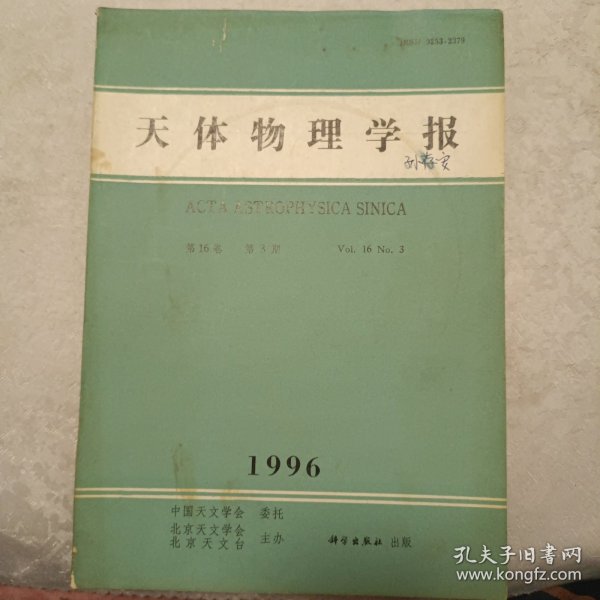 ISSN 0253-2379
天体物理学报
ACTA ASTROPHYSICA SINICA
第16卷 第3期 Vol. 16 No. 3
1996
中国天文学会 委托
北京天文学会
北京天文台 主办
科学出版社 出版
孔夫子旧书网
www.kongfz.com